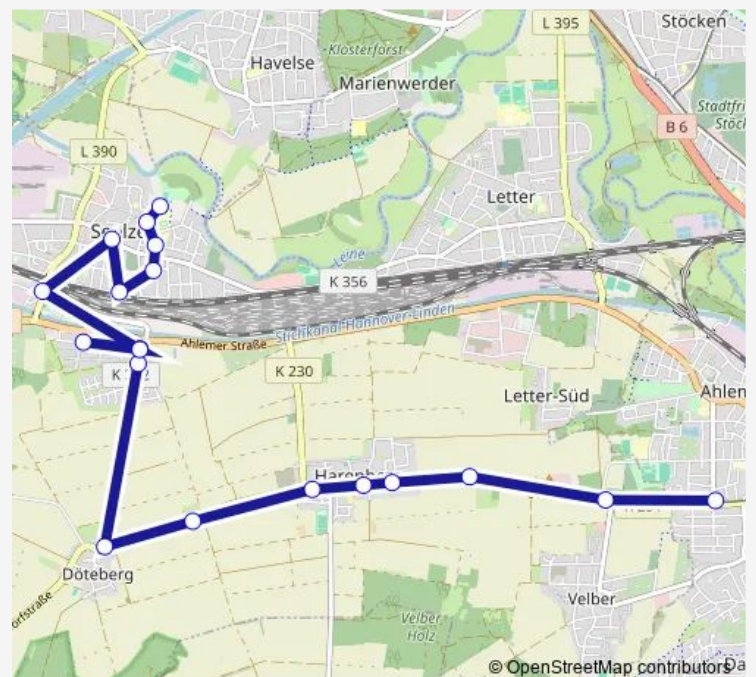 L 395
Stöcken
Klosterforst
Havelse
Marienwerder
B 6
L 390
Letter
Leine
K 356
Stichkanal-Hannover-Linden
Ahlemer Straße
K 230
Letter-Süd
Döteberg
Velber
Velber
Holz
© OpenStreetMap contributors